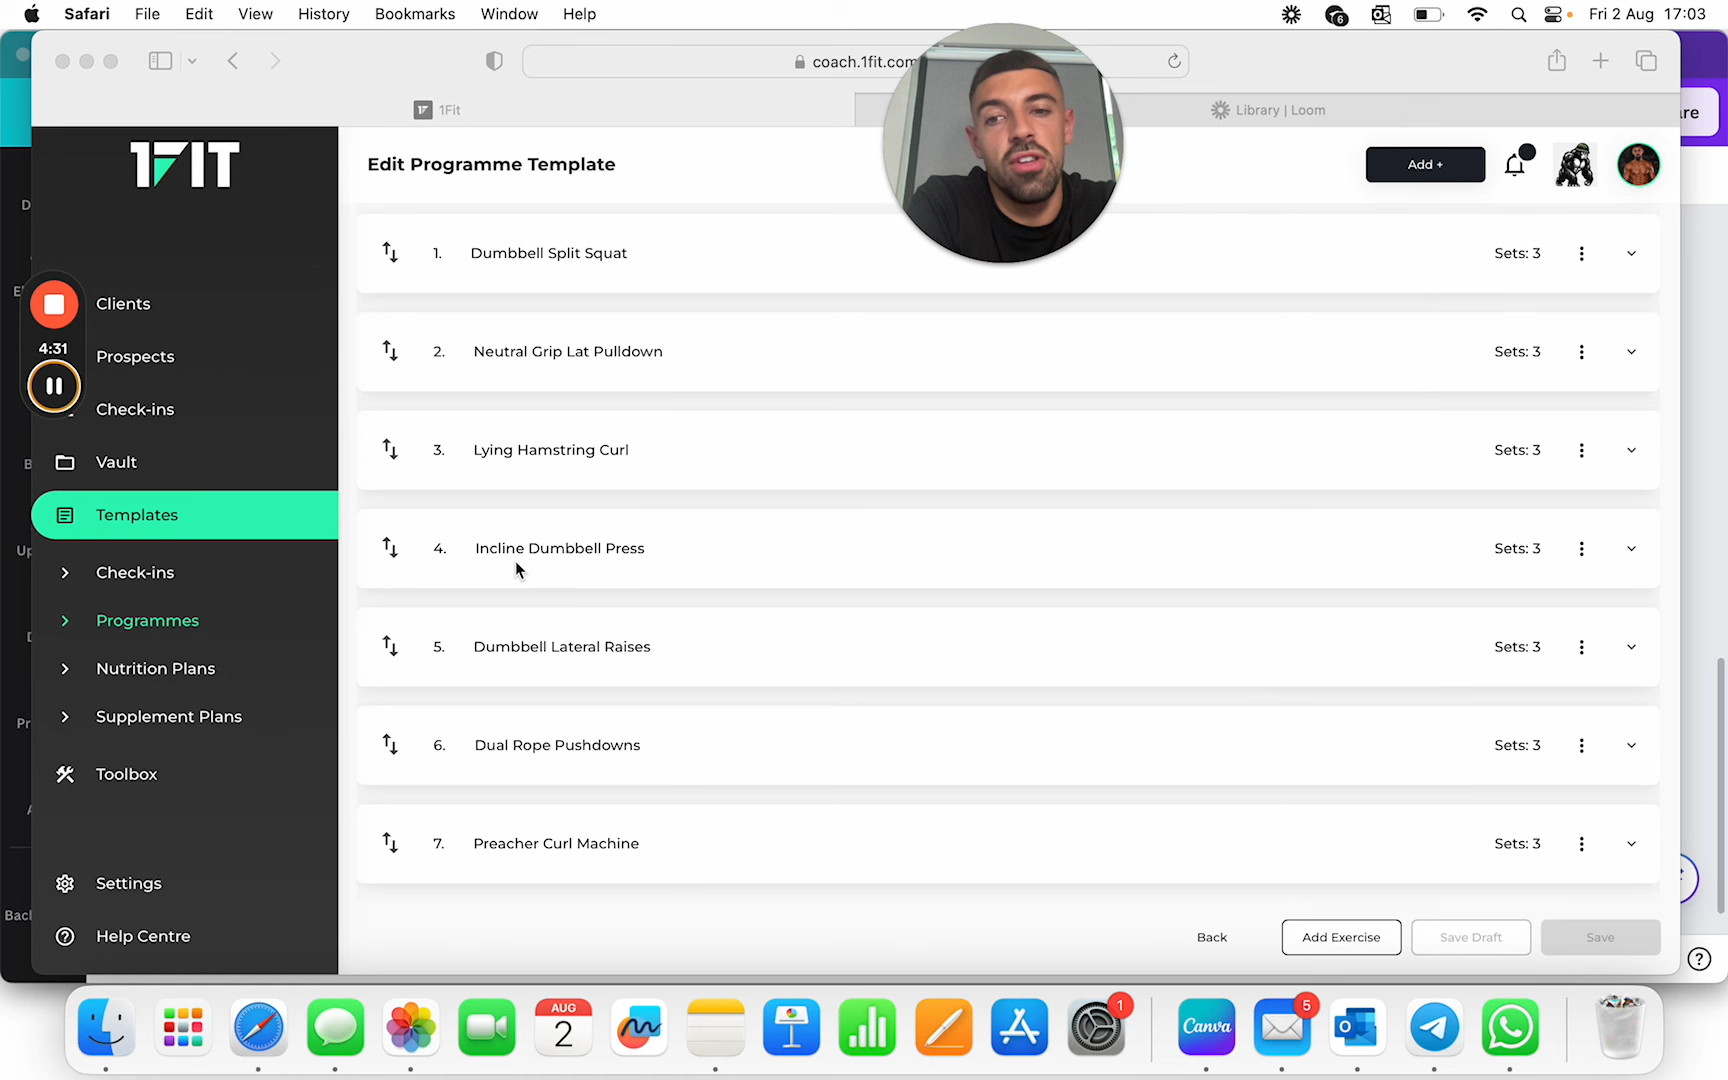 Safari File Edit View History Bookmarks Window Help 6 Fri 2 Aug 17:03
coach.1fit.com
1Fit
Library | Loom
1FIT
Edit Programme Template
Add +
4:31
Clients
Prospects
Check-ins
Vault
Templates
Check-ins
Programmes
Nutrition Plans
Supplement Plans
Toolbox
Settings
Help Centre
1. Dumbbell Split Squat Sets: 3
2. Neutral Grip Lat Pulldown Sets: 3
3. Lying Hamstring Curl Sets: 3
4. Incline Dumbbell Press Sets: 3
5. Dumbbell Lateral Raises Sets: 3
6. Dual Rope Pushdowns Sets: 3
7. Preacher Curl Machine Sets: 3
Back Add Exercise Save Draft Save
AUG
2
1
Canva
5